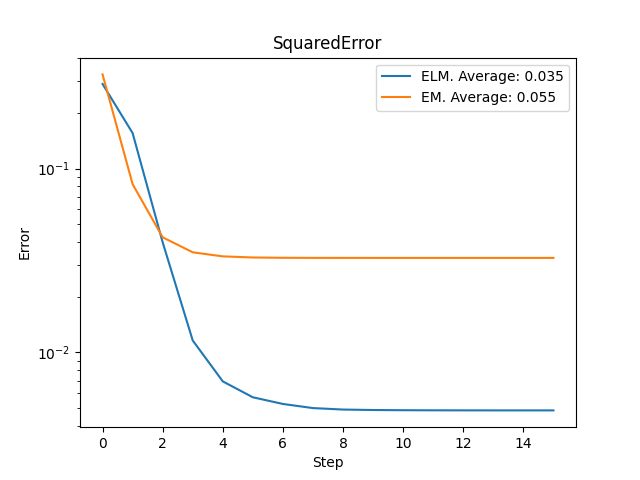 SquaredError
ELM. Average: 0.035
EM. Average: 0.055
10⁻¹
10⁻²
Error
0 2 4 6 8 10 12 14
Step